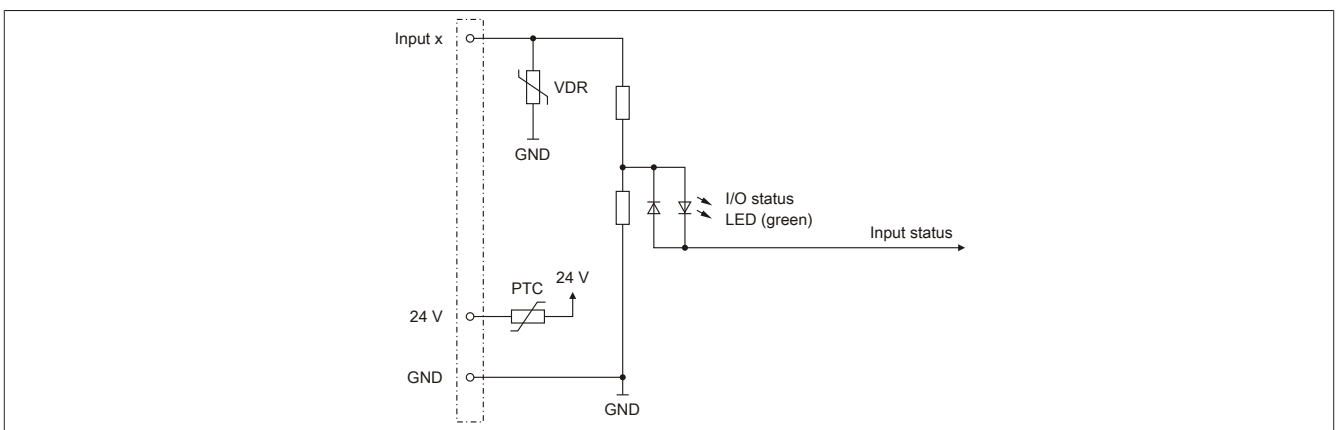 Input x
VDR
GND
I/O status
LED (green)
Input status
24 V
PTC
24 V
GND
GND